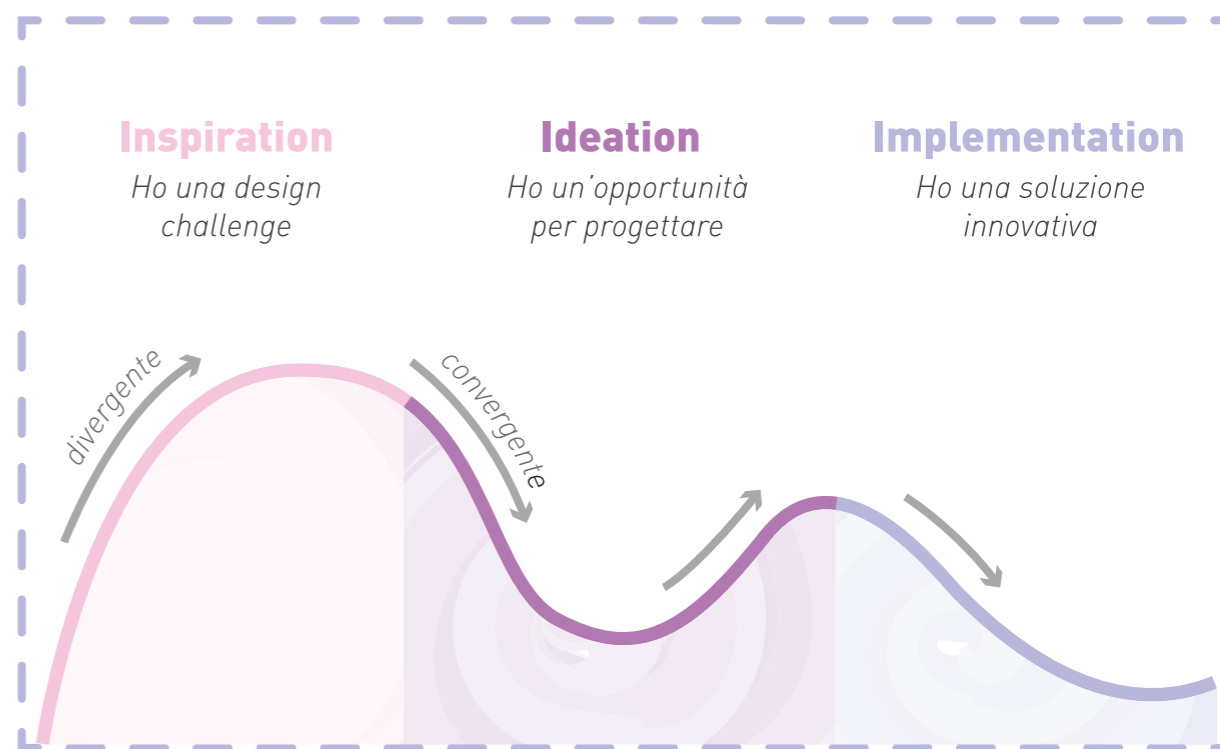 Inspiration
Ho una design
challenge
Ideation
Ho un'opportunità
per progettare
Implementation
Ho una soluzione
innovativa
divergente
convergente